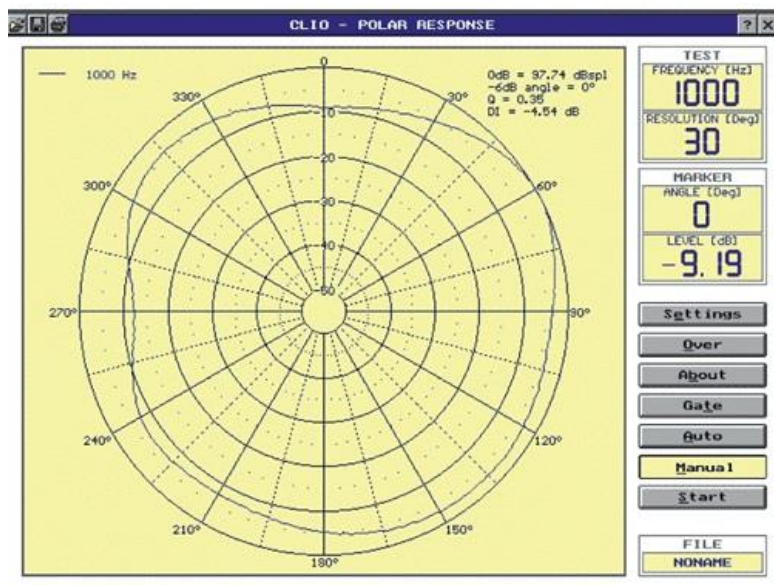 CLIO - POLAR RESPONSE
? X
1000 Hz
0dB = 97.74 dBspl
-6dB angle = 0°
Q = 0.35
DI = -4.54 dB
0
30°
60°
90°
120°
150°
180°
210°
240°
270°
300°
330°
-10
-20
-30
-40
-50
TEST
FREQUENCY [Hz]
1000
RESOLUTION [Deg]
30
MARKER
ANGLE [Deg]
0
LEVEL [dB]
-9.19
Settings
Over
About
Gate
Auto
Manual
Start
FILE
NONAME